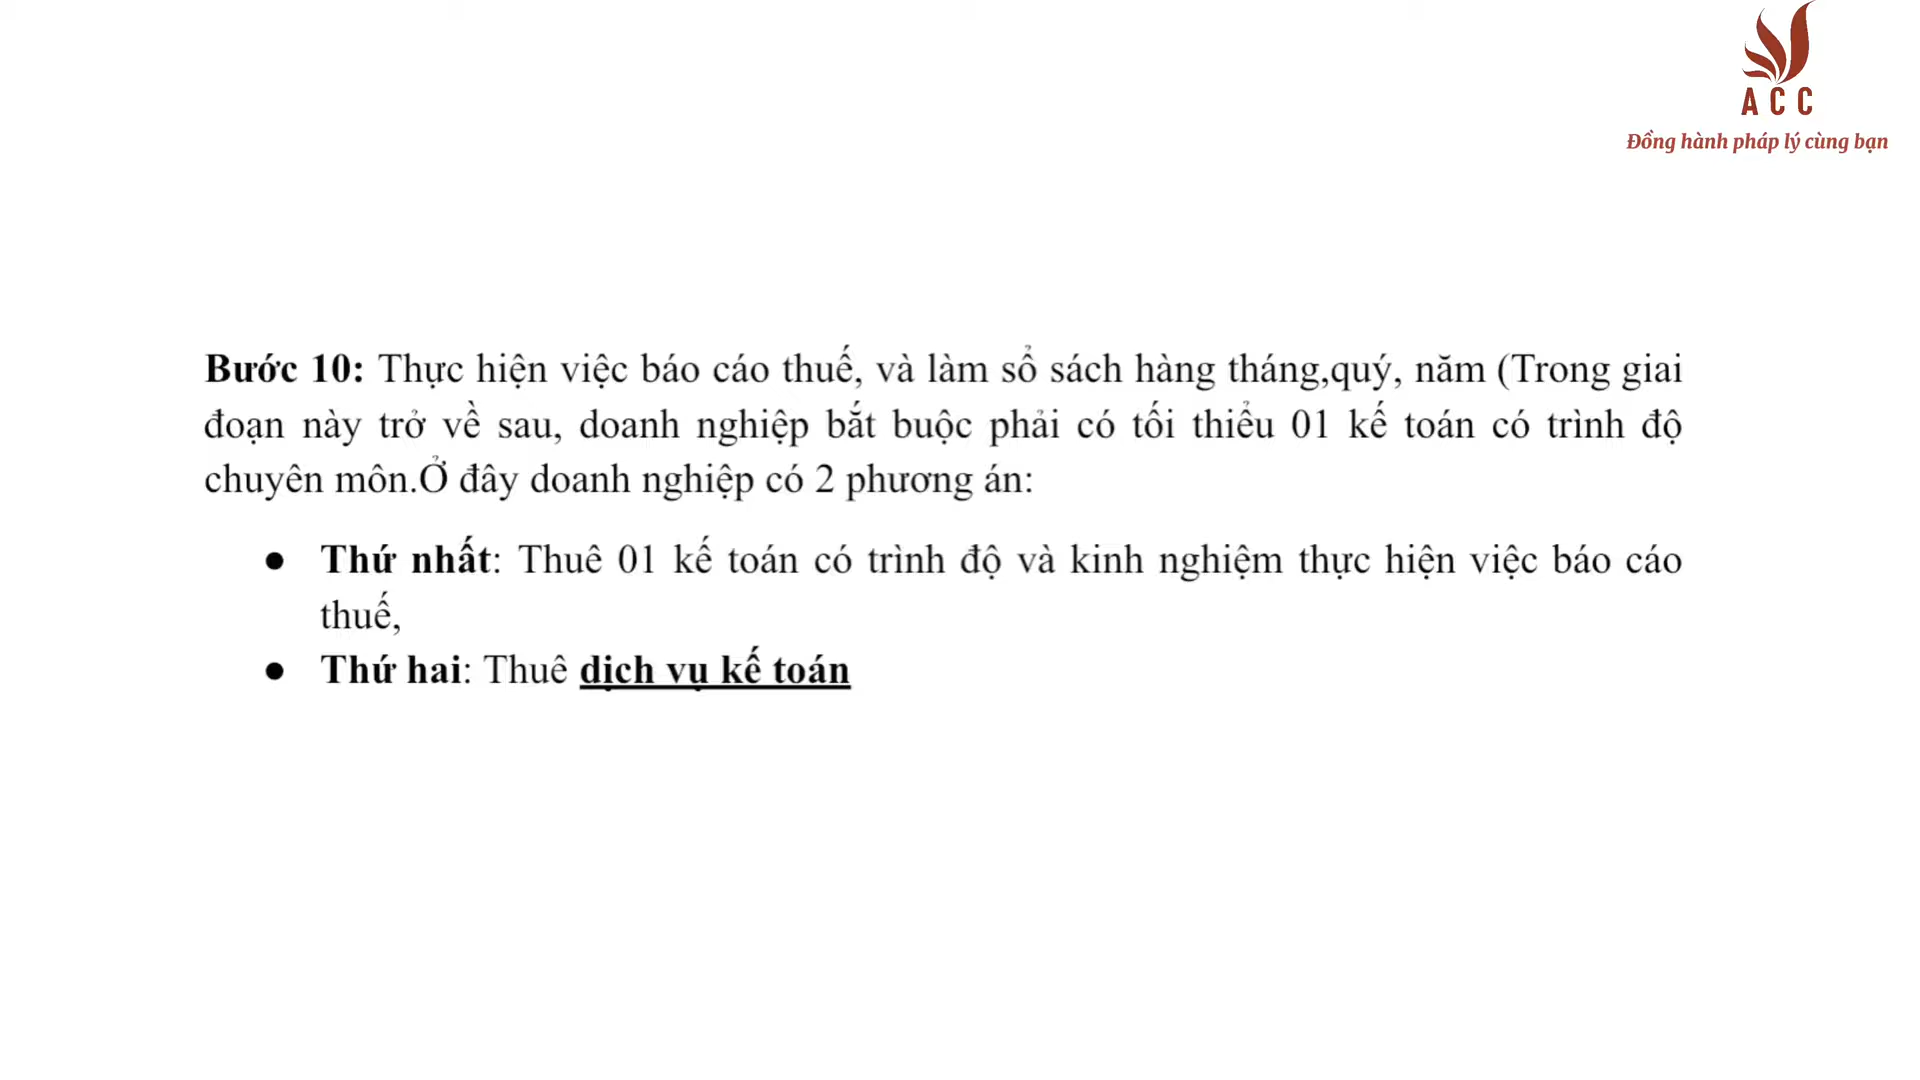 ACC
Đồng hành pháp lý cùng bạn
Bước 10: Thực hiện việc báo cáo thuế, và làm sổ sách hàng tháng,quý, năm (Trong giai
đoạn này trở về sau, doanh nghiệp bắt buộc phải có tối thiểu 01 kế toán có trình độ
chuyên môn.Ở đây doanh nghiệp có 2 phương án:
● Thứ nhất: Thuê 01 kế toán có trình độ và kinh nghiệm thực hiện việc báo cáo
thuế,
● Thứ hai: Thuê dịch vụ kế toán